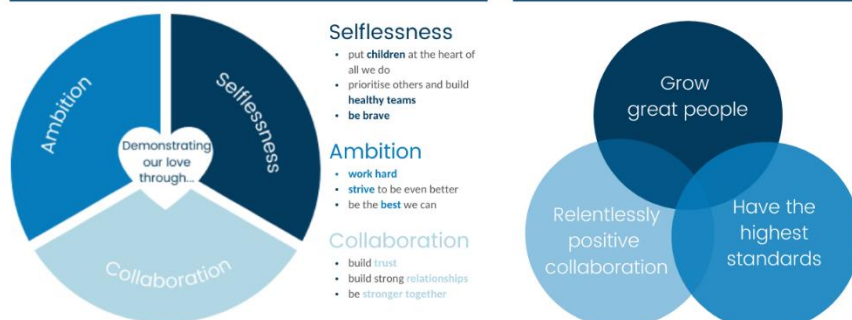 Ambition
Selflessness
Demonstrating
our love
through...
Collaboration
Selflessness
• put children at the heart of
all we do
• prioritise others and build
healthy teams
• be brave
Ambition
• work hard
• strive to be even better
• be the best we can
Collaboration
• build trust
• build strong relationships
• be stronger together
Grow
great people
Relentlessly
positive
collaboration
Have the
highest
standards